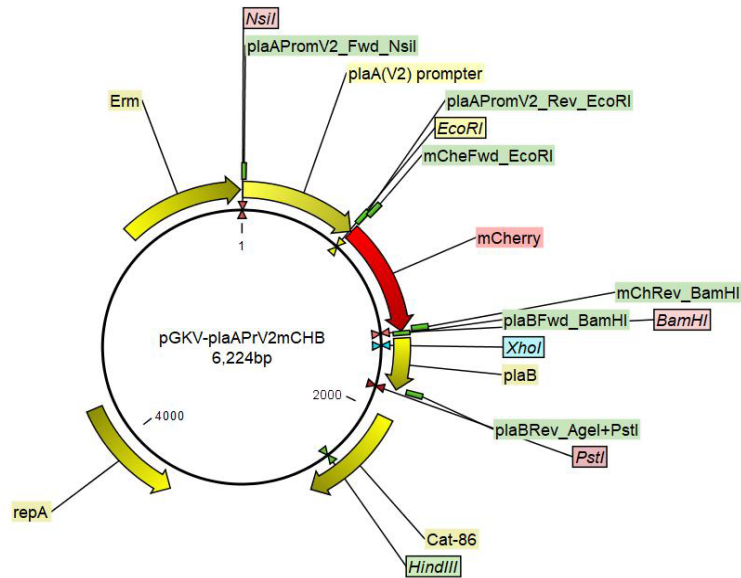 NsiI
plaAPromV2_Fwd_NsiI
plaA(V2) prompter
Erm
plaAPromV2_Rev_EcoRI
EcoRI
mCheFwd_EcoRI
1
mCherry
mChRev_BamHI
plaBFwd_BamHI
BamHI
pGKV-plaAPrV2mCHB
6,224bp
XhoI
plaB
2000
4000
plaBRev_AgeI+PstI
PstI
repA
Cat-86
HindIII